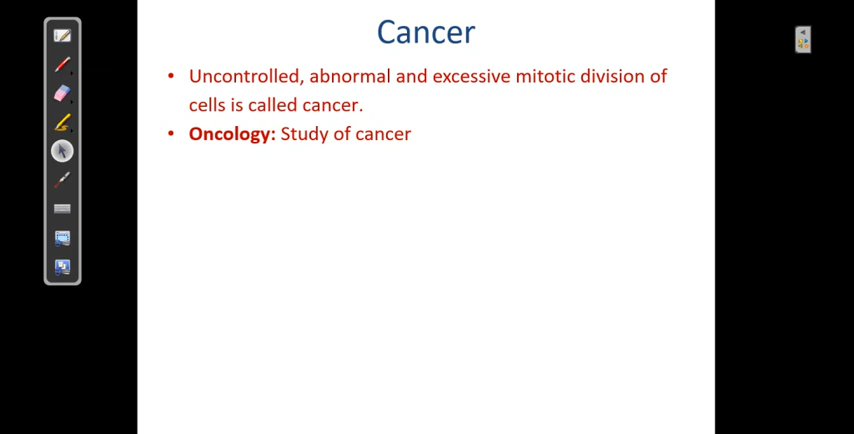 Cancer
• Uncontrolled, abnormal and excessive mitotic division of
cells is called cancer.
• Oncology: Study of cancer